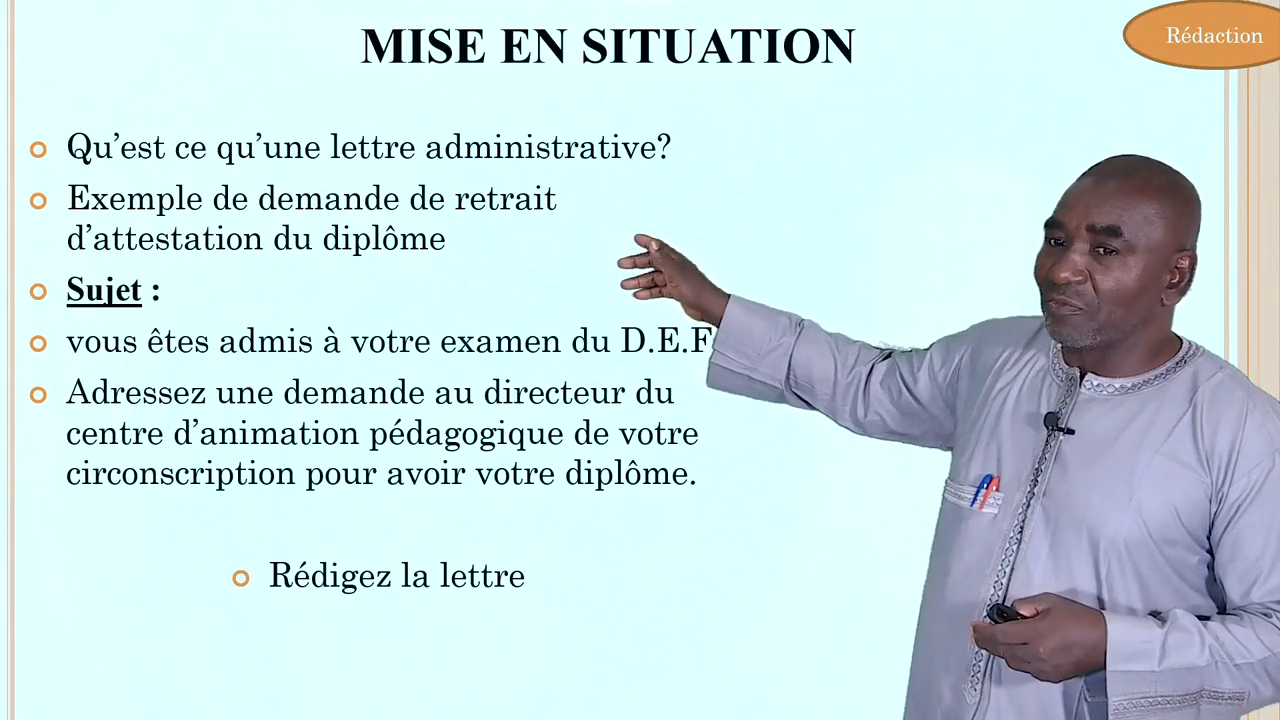 MISE EN SITUATION
Rédaction
Qu'est ce qu'une lettre administrative?
Exemple de demande de retrait
d'attestation du diplôme
Sujet :
vous êtes admis à votre examen du D.E.F
Adressez une demande au directeur du
centre d'animation pédagogique de votre
circonscription pour avoir votre diplôme.
Rédigez la lettre